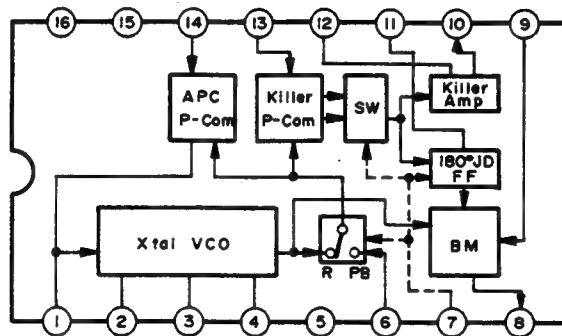 16 15 14 13 12 11 10 9
APC
P-Com
Killer
P-Com
SW
Killer
Amp
180°JD
FF
Xtal VCO
R PB
BM
1 2 3 4 5 6 7 8